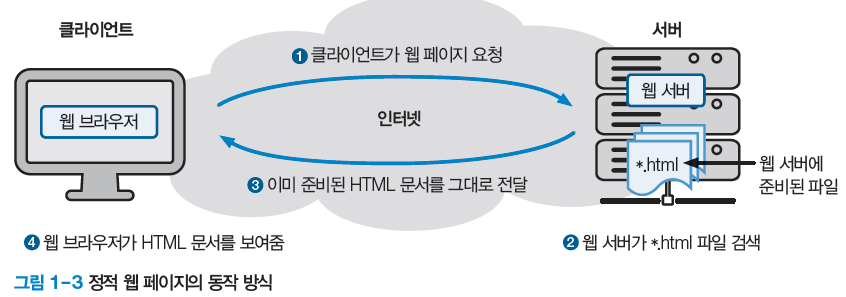 클라이언트
서버
❶ 클라이언트가 웹 페이지 요청
웹 서버
웹 브라우저
인터넷
*.html
웹 서버에
준비된 파일
❸ 이미 준비된 HTML 문서를 그대로 전달
❹ 웹 브라우저가 HTML 문서를 보여줌
❷ 웹 서버가 *.html 파일 검색
그림 1-3 정적 웹 페이지의 동작 방식